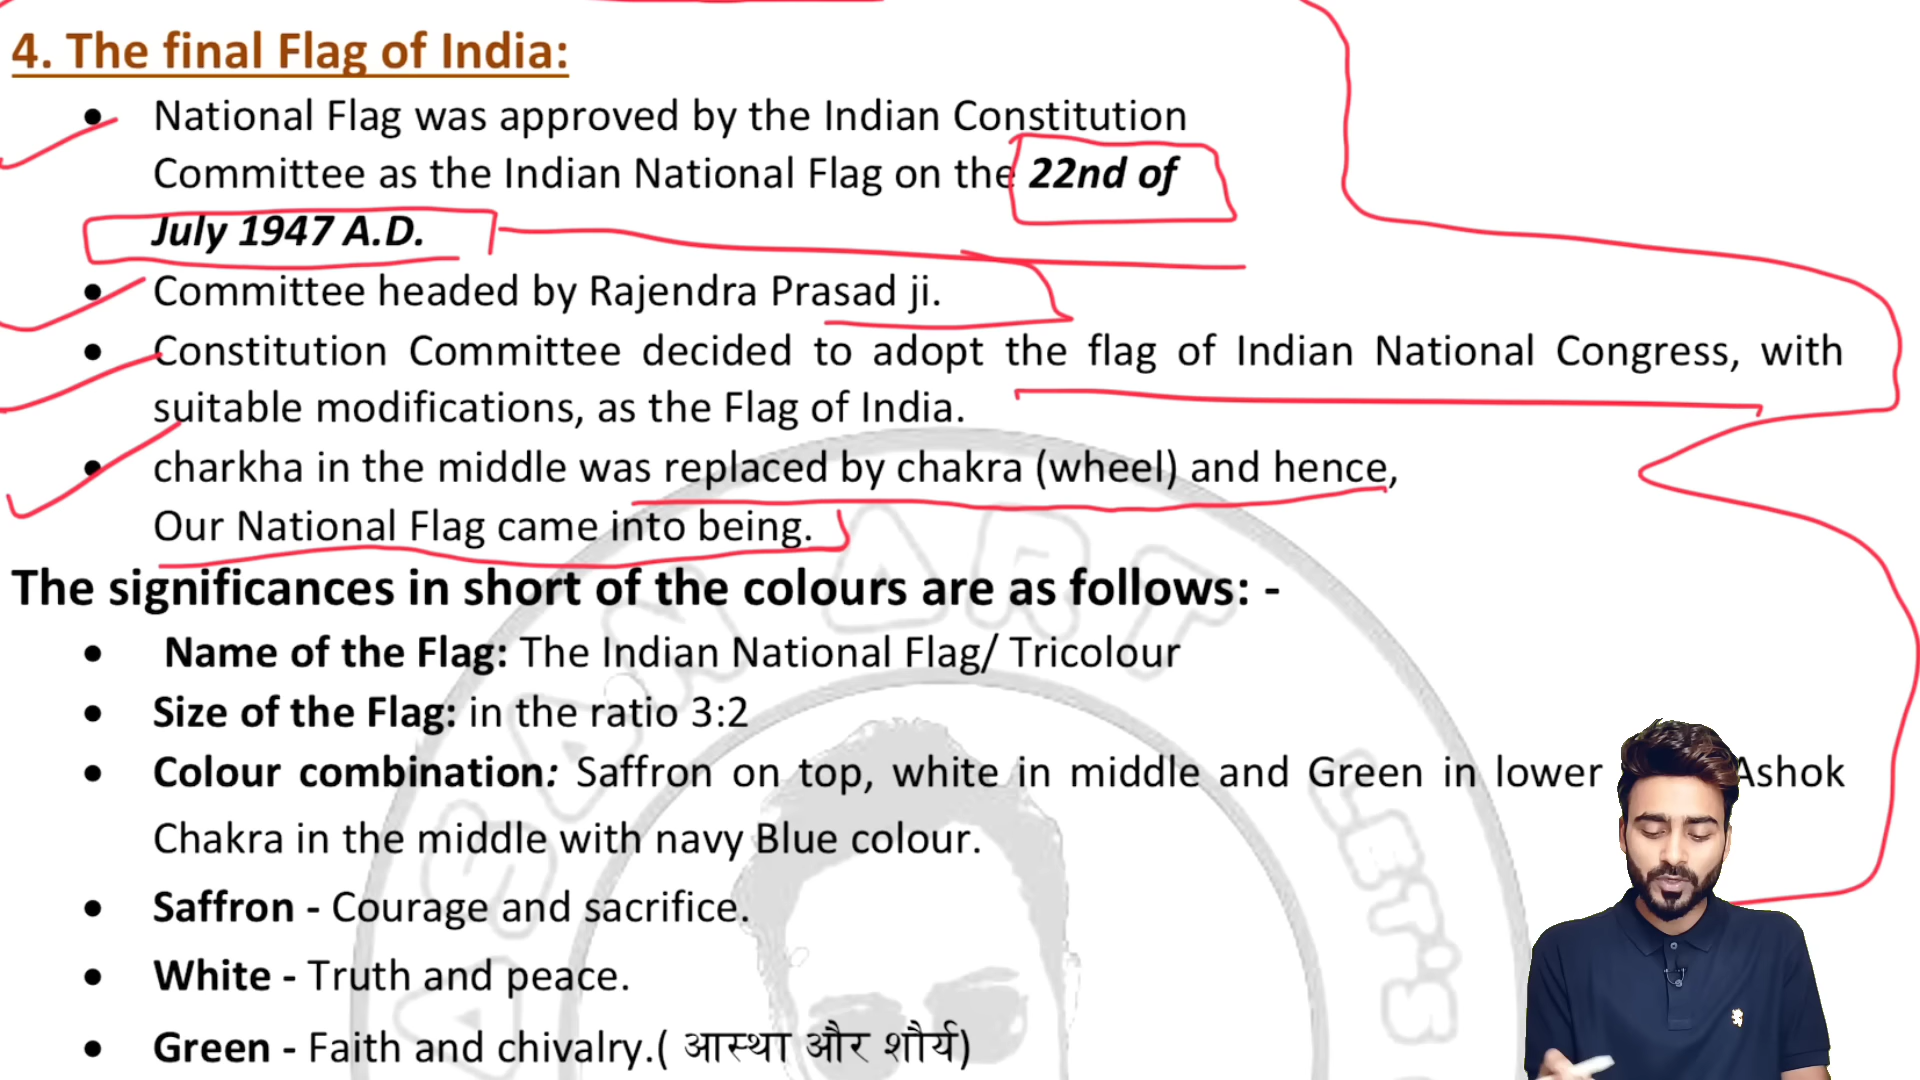 4. The final Flag of India:
• National Flag was approved by the Indian Constitution
Committee as the Indian National Flag on the 22nd of
July 1947 A.D.
• Committee headed by Rajendra Prasad ji.
• Constitution Committee decided to adopt the flag of Indian National Congress, with
suitable modifications, as the Flag of India.
• charkha in the middle was replaced by chakra (wheel) and hence,
Our National Flag came into being.
The significances in short of the colours are as follows: -
• Name of the Flag: The Indian National Flag/ Tricolour
• Size of the Flag: in the ratio 3:2
• Colour combination: Saffron on top, white in middle and Green in lower Ashok
Chakra in the middle with navy Blue colour.
• Saffron - Courage and sacrifice.
• White - Truth and peace.
• Green - Faith and chivalry.( आस्था और शौर्य)
ART
LET'S